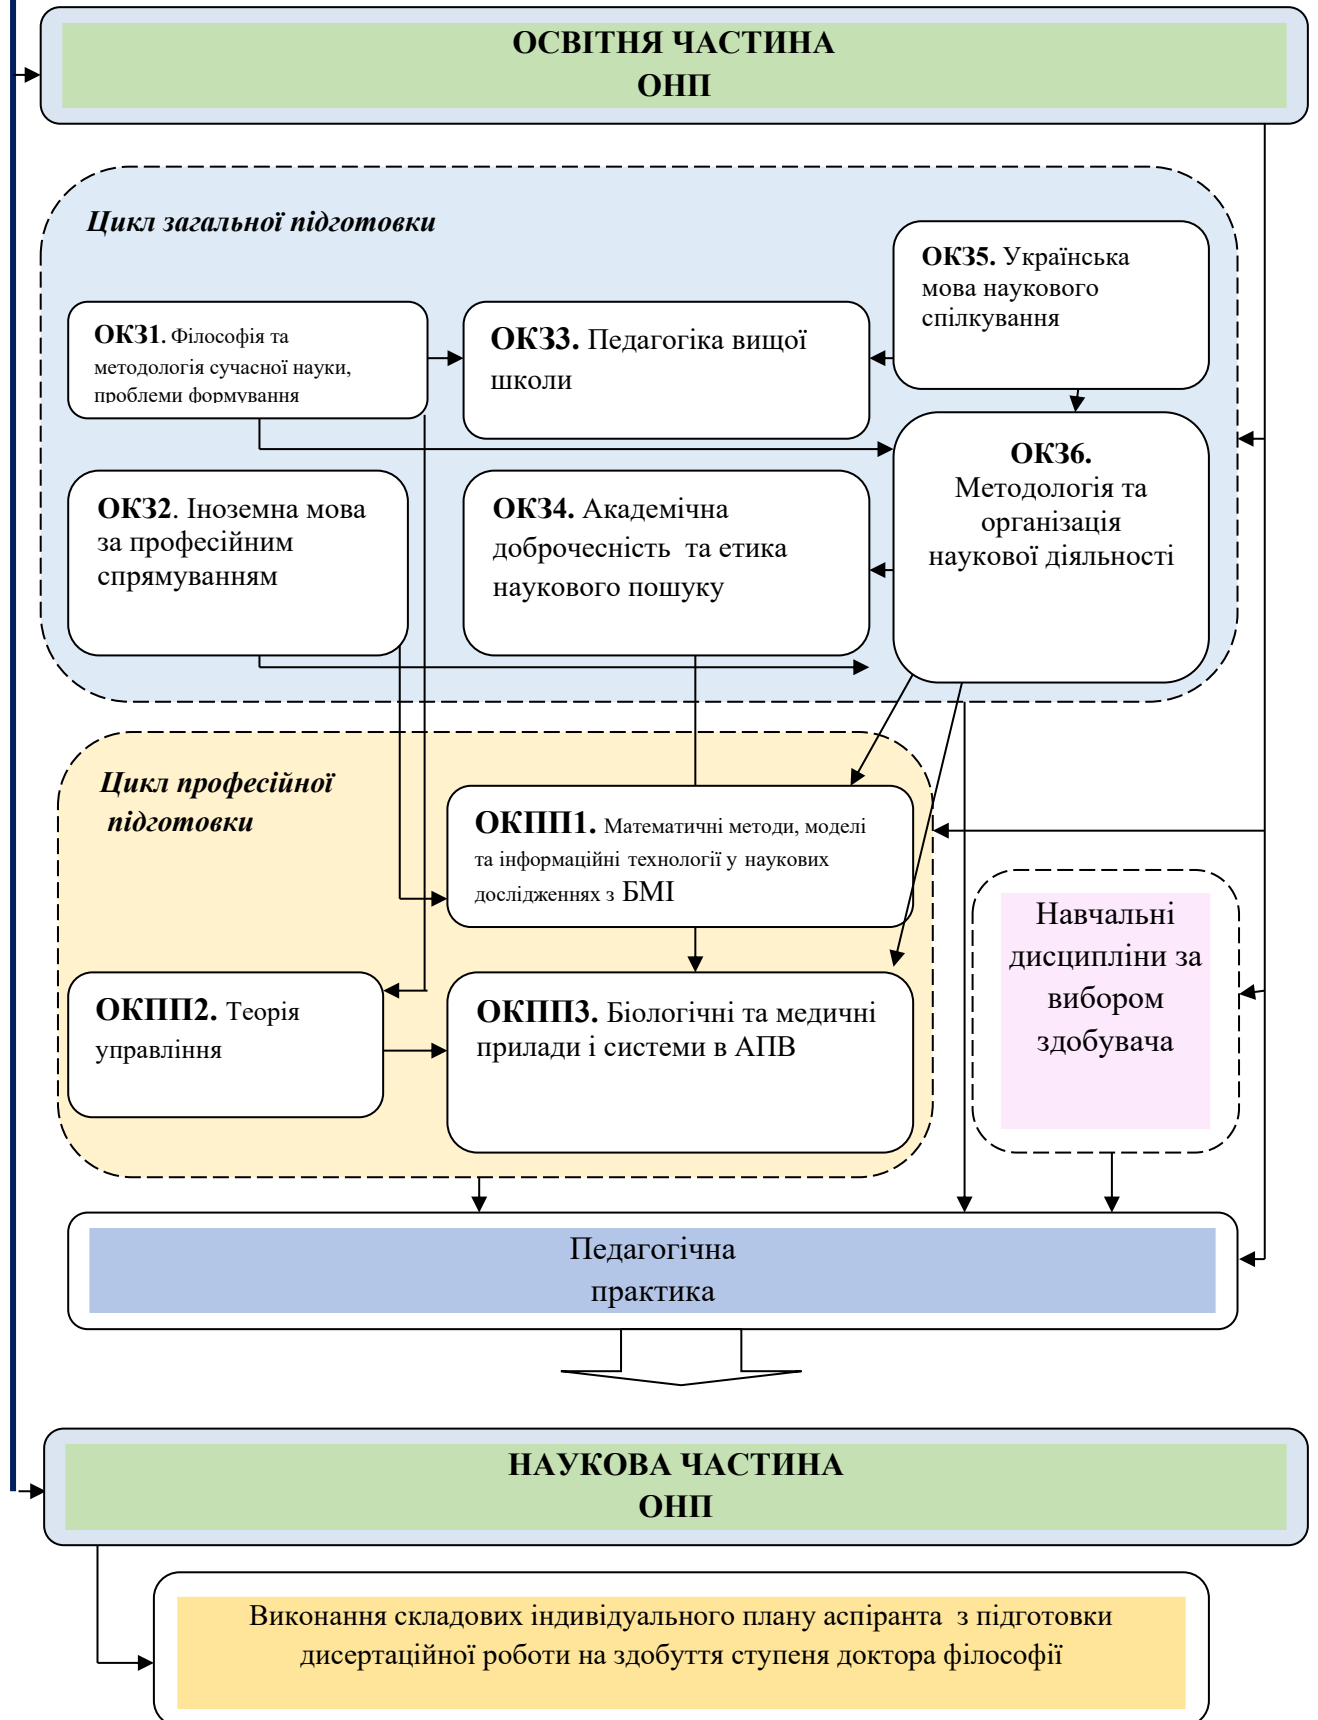 ОСВІТНЯ ЧАСТИНА
ОНП
Цикл загальної підготовки
ОКЗ5. Українська
мова наукового
спілкування
ОКЗ1. Філософія та
методологія сучасної науки,
проблеми формування
ОКЗ3. Педагогіка вищої
школи
ОКЗ6.
Методологія та
організація
наукової діяльності
ОКЗ2. Іноземна мова
за професійним
спрямуванням
ОКЗ4. Академічна
доброчесність та етика
наукового пошуку
Цикл професійної
підготовки
ОКПП1. Математичні методи, моделі
та інформаційні технології у наукових
дослідженнях з БМІ
Навчальні
дисципліни за
вибором
здобувача
ОКПП2. Теорія
управління
ОКПП3. Біологічні та медичні
прилади і системи в АПВ
Педагогічна
практика
НАУКОВА ЧАСТИНА
ОНП
Виконання складових індивідуального плану аспіранта з підготовки
дисертаційної роботи на здобуття ступеня доктора філософії